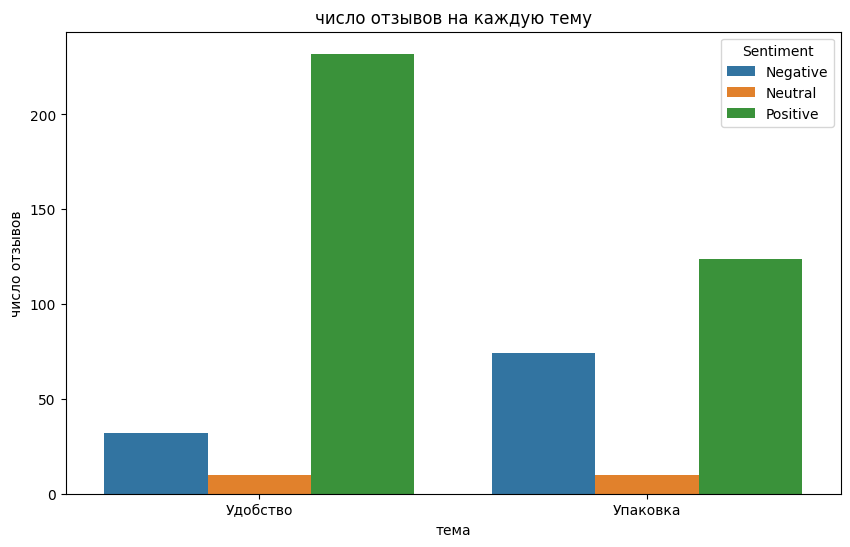 число отзывов на каждую тему
Sentiment
Negative
Neutral
Positive
число отзывов
200
150
100
50
0
Удобство
Упаковка
тема